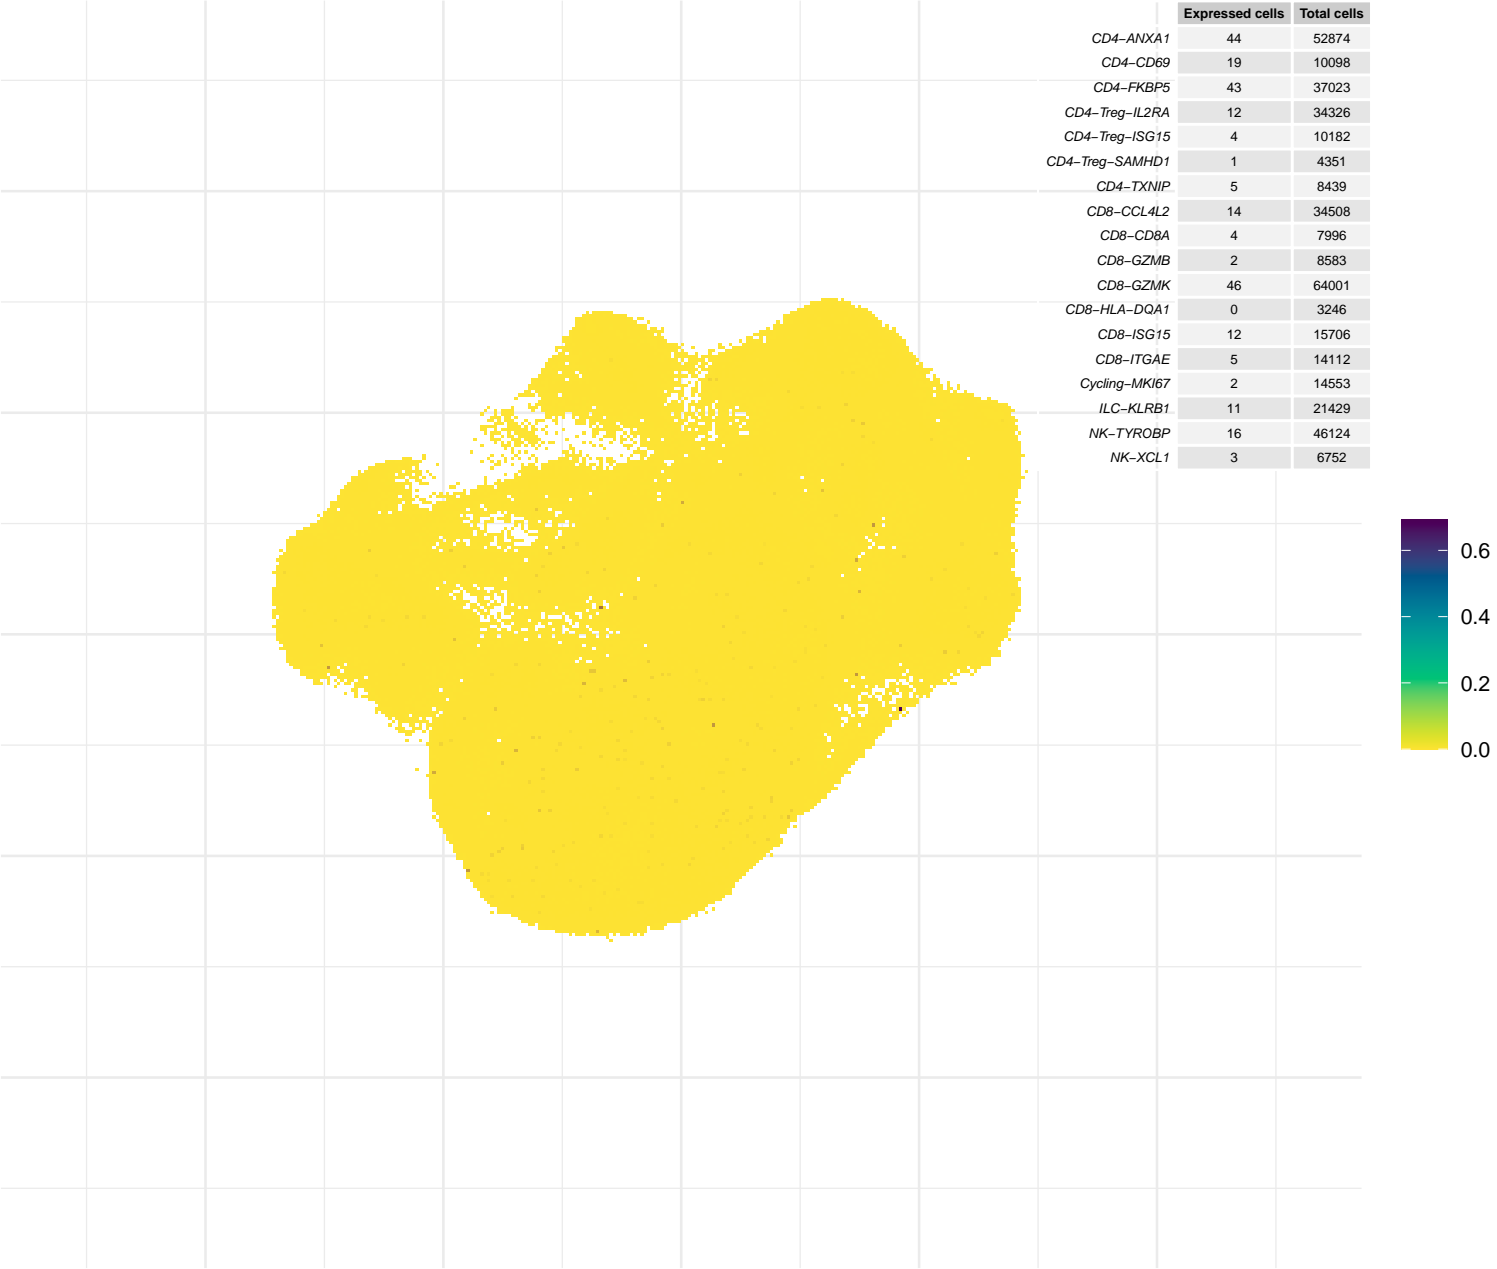 Expressed cells Total cells
CD4−ANXA1 44 52874
CD4−CD69 19 10098
CD4−FKBP5 43 37023
CD4−Treg−IL2RA 12 34326
CD4−Treg−ISG15 4 10182
CD4−Treg−SAMHD1 1 4351
CD4−TXNIP 5 8439
CD8−CCL4L2 14 34508
CD8−CD8A 4 7996
CD8−GZMB 2 8583
CD8−GZMK 46 64001
CD8−HLA−DQA1 0 3246
CD8−ISG15 12 15706
CD8−ITGAE 5 14112
Cycling−MKI67 2 14553
ILC−KLRB1 11 21429
NK−TYROBP 16 46124
NK−XCL1 3 6752
0.6
0.4
0.2
0.0